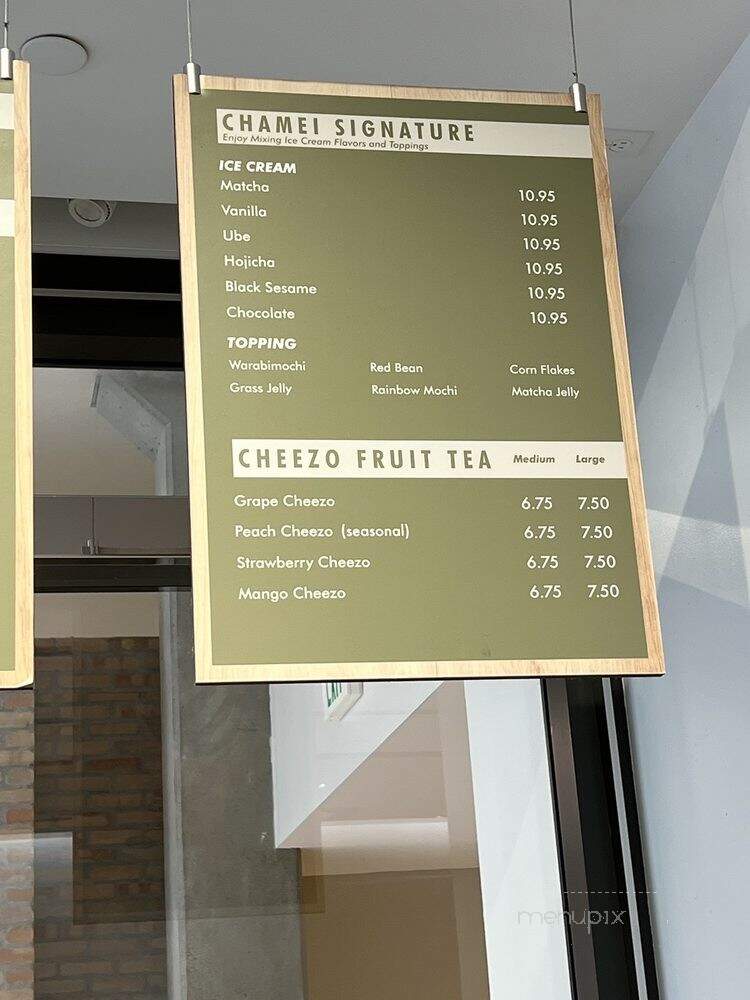 CHAMEI SIGNATURE
Enjoy Mixing Ice Cream Flavors and Toppings
ICE CREAM
Matcha 10.95
Vanilla 10.95
Ube 10.95
Hojicha 10.95
Black Sesame 10.95
Chocolate 10.95
TOPPING
Warabimochi Red Bean Corn Flakes
Grass Jelly Rainbow Mochi Matcha Jelly
CHEEZO FRUIT TEA Medium Large
Grape Cheezo 6.75 7.50
Peach Cheezo (seasonal) 6.75 7.50
Strawberry Cheezo 6.75 7.50
Mango Cheezo 6.75 7.50
menupix